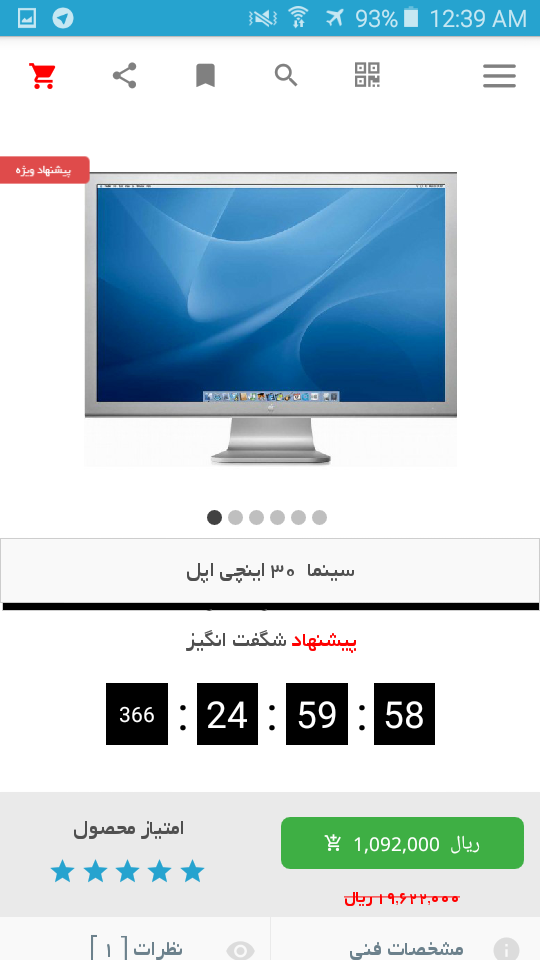 93% 12:39 AM
پیشنهاد ویژه
سینما ۳۰ اینچی اپل
پیشنهاد شگفت انگیز
366 : 24 : 59 : 58
امتیاز محصول
1,092,000 ریال
۱۹,۶۲۲,۰۰۰ ریال
مشخصات فنی
نظرات [ ۱ ]